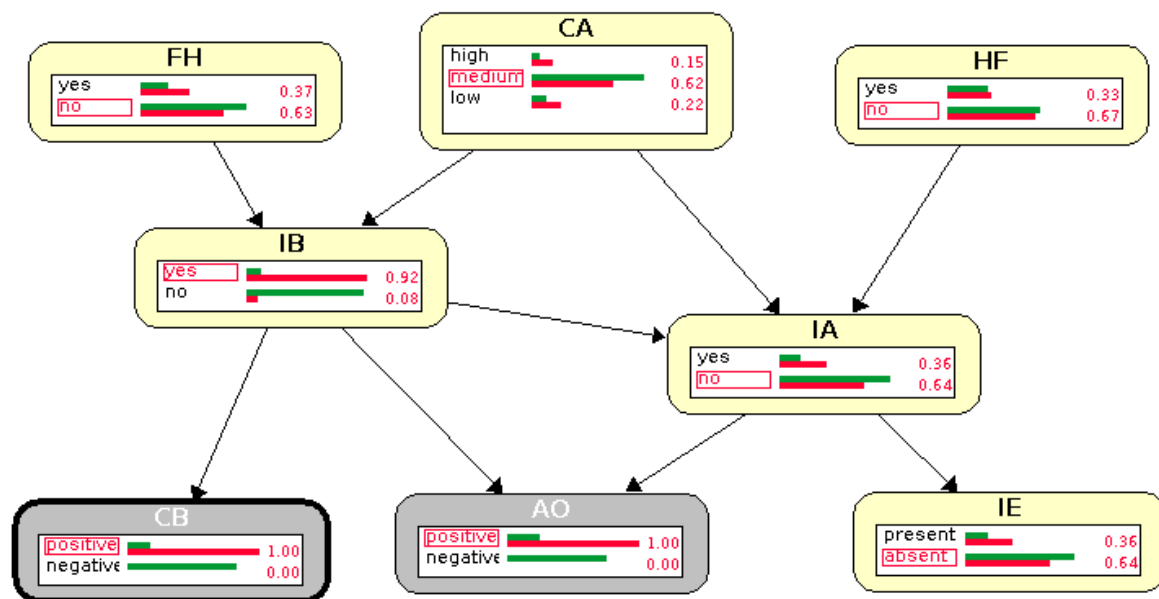 FH
yes 0.37
no 0.63
CA
high 0.15
medium 0.62
low 0.22
HF
yes 0.33
no 0.67
IB
yes 0.92
no 0.08
IA
yes 0.36
no 0.64
CB
positive 1.00
negative 0.00
AO
positive 1.00
negative 0.00
IE
present 0.36
absent 0.64